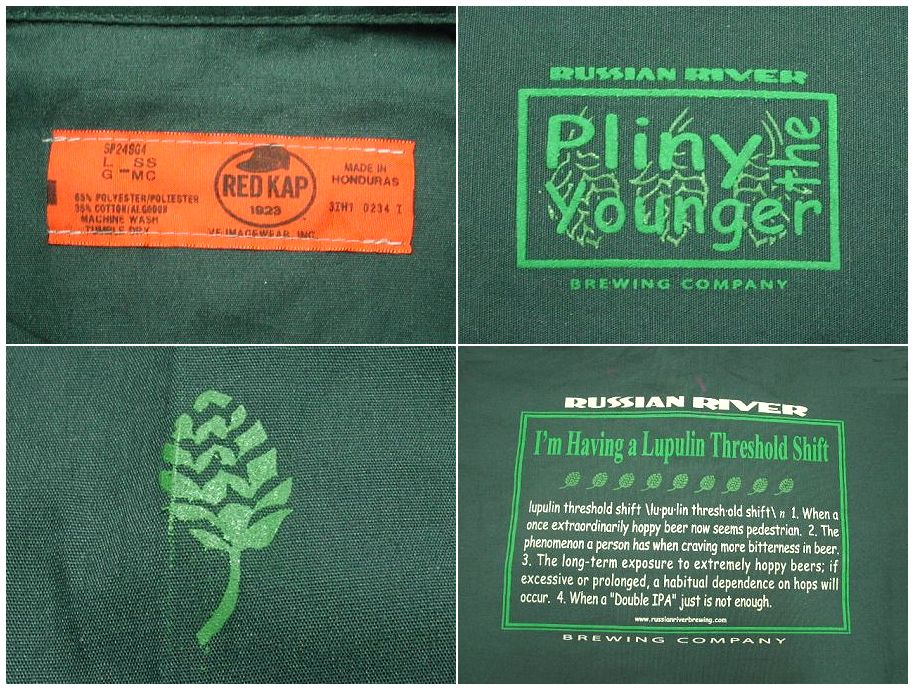 SP24SG4
L - SS
G - MC
65% POLYESTER/POLIESTER
35% COTTON/ALGODON
MACHINE WASH
TUMBLE DRY
RED KAP
1923
VF IMAGEWEAR, INC.
MADE IN
HONDURAS
3IH1 0234 I
RUSSIAN RIVER
Pliny
the
Younger
BREWING COMPANY
RUSSIAN RIVER
I'm Having a Lupulin Threshold Shift
lupulin threshold shift \lu·pu·lin thresh·old shift\ n 1. When a
once extraordinarily hoppy beer now seems pedestrian. 2. The
phenomenon a person has when craving more bitterness in beer.
3. The long-term exposure to extremely hoppy beers; if
excessive or prolonged, a habitual dependence on hops will
occur. 4. When a "Double IPA" just is not enough.
www.russianriverbrewing.com
BREWING COMPANY